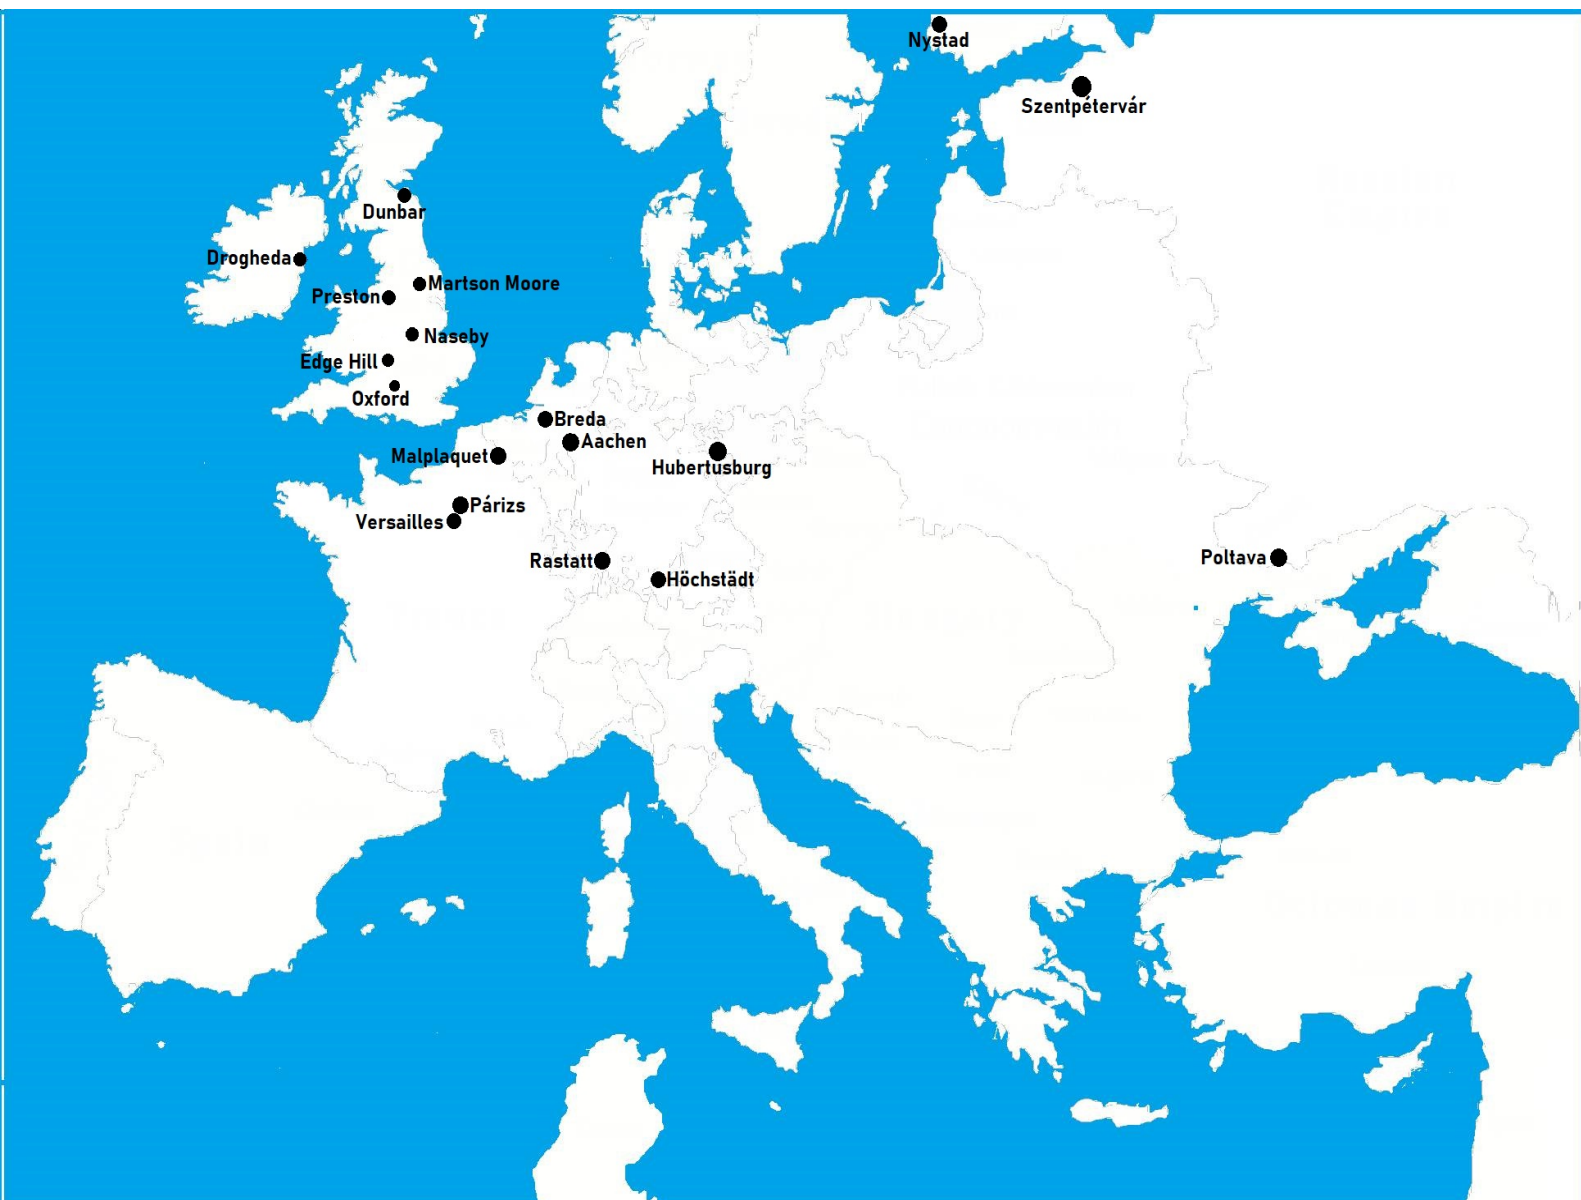 Nystad
Szentpétervár
Dunbar
Drogheda
Martson Moore
Preston
Naseby
Edge Hill
Oxford
Breda
Aachen
Malplaquet
Hubertusburg
Párizs
Versailles
Poltava
Rastatt
Höchstädt